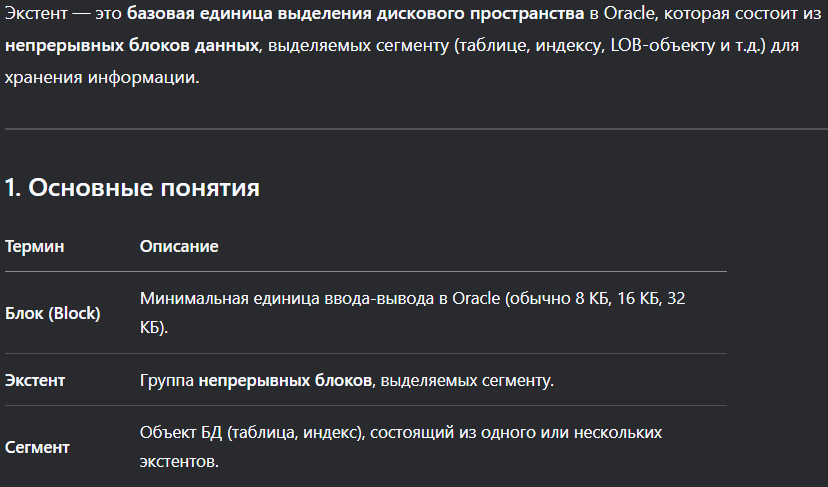 Экстент — это базовая единица выделения дискового пространства в Oracle, которая состоит из
непрерывных блоков данных, выделяемых сегменту (таблице, индексу, LOB-объекту и т.д.) для
хранения информации.
1. Основные понятия
Термин Описание
Блок (Block) Минимальная единица ввода-вывода в Oracle (обычно 8 КБ, 16 КБ, 32
КБ).
Экстент Группа непрерывных блоков, выделяемых сегменту.
Сегмент Объект БД (таблица, индекс), состоящий из одного или нескольких
экстентов.